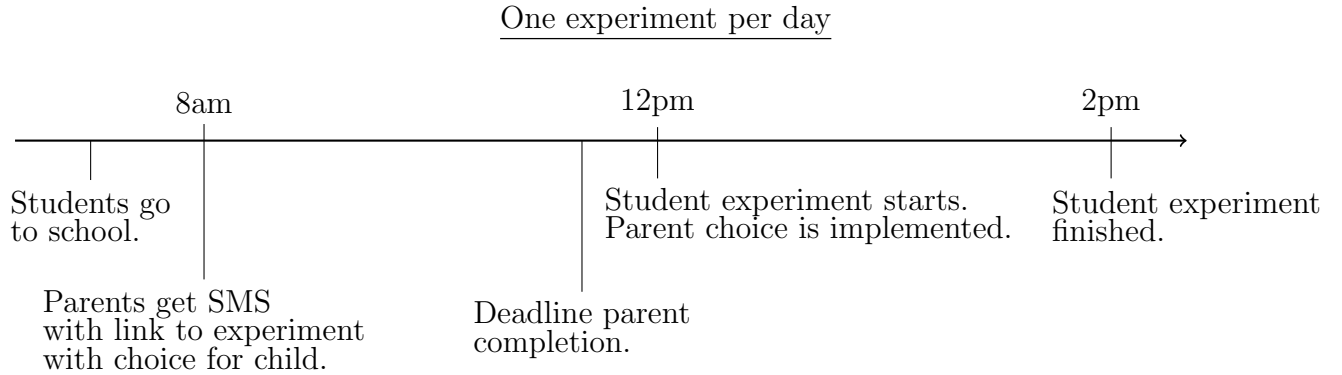 One experiment per day
8am
12pm
2pm
Students go
to school.
Parents get SMS
with link to experiment
with choice for child.
Deadline parent
completion.
Student experiment starts.
Parent choice is implemented.
Student experiment
finished.